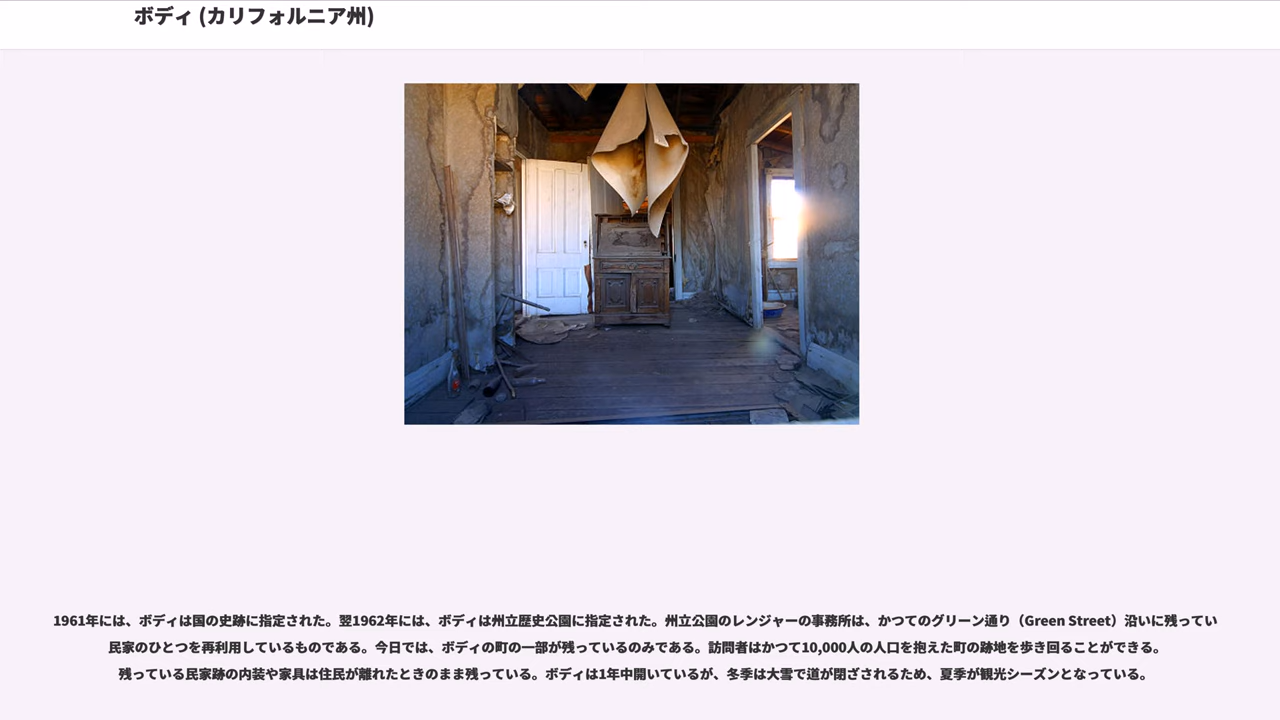 ボディ (カリフォルニア州)
1961年には、ボディは国の史跡に指定された。翌1962年には、ボディは州立歴史公園に指定された。州立公園のレンジャーの事務所は、かつてのグリーン通り（Green Street）沿いに残ってい
民家のひとつを再利用しているものである。今日では、ボディの町の一部が残っているのみである。訪問者はかつて10,000人の人口を抱えた町の跡地を歩き回ることができる。
残っている民家跡の内装や家具は住民が離れたときのまま残っている。ボディは1年中開いているが、冬季は大雪で道が閉ざされるため、夏季が観光シーズンとなっている。